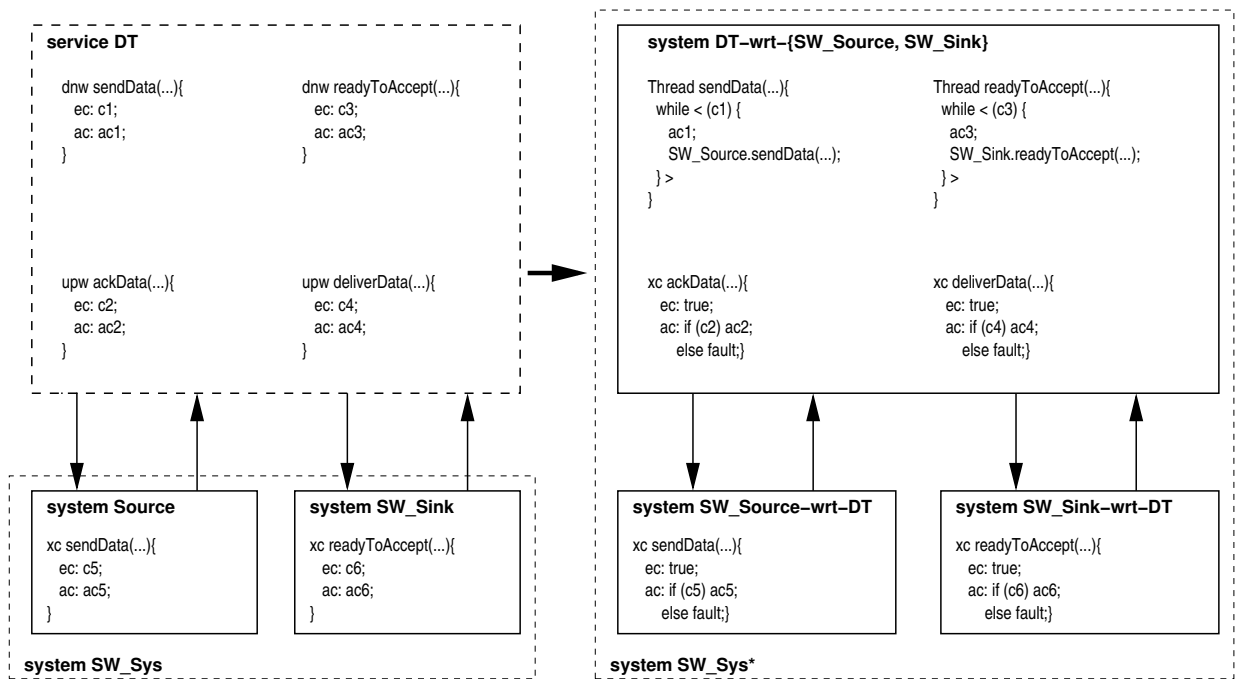 service DT
dnw sendData(...){
ec: c1;
ac: ac1;
}
dnw readyToAccept(...){
ec: c3;
ac: ac3;
}
upw ackData(...){
ec: c2;
ac: ac2;
}
upw deliverData(...){
ec: c4;
ac: ac4;
}
system Source
xc sendData(...){
ec: c5;
ac: ac5;
}
system SW_Sink
xc readyToAccept(...){
ec: c6;
ac: ac6;
}
system SW_Sys
system DT–wrt–{SW_Source, SW_Sink}
Thread sendData(...){
while < (c1) {
ac1;
SW_Source.sendData(...);
} >
}
Thread readyToAccept(...){
while < (c3) {
ac3;
SW_Sink.readyToAccept(...);
} >
}
xc ackData(...){
ec: true;
ac: if (c2) ac2;
else fault;}
xc deliverData(...){
ec: true;
ac: if (c4) ac4;
else fault;}
system SW_Source–wrt–DT
xc sendData(...){
ec: true;
ac: if (c5) ac5;
else fault;}
system SW_Sink–wrt–DT
xc readyToAccept(...){
ec: true;
ac: if (c6) ac6;
else fault;}
system SW_Sys*